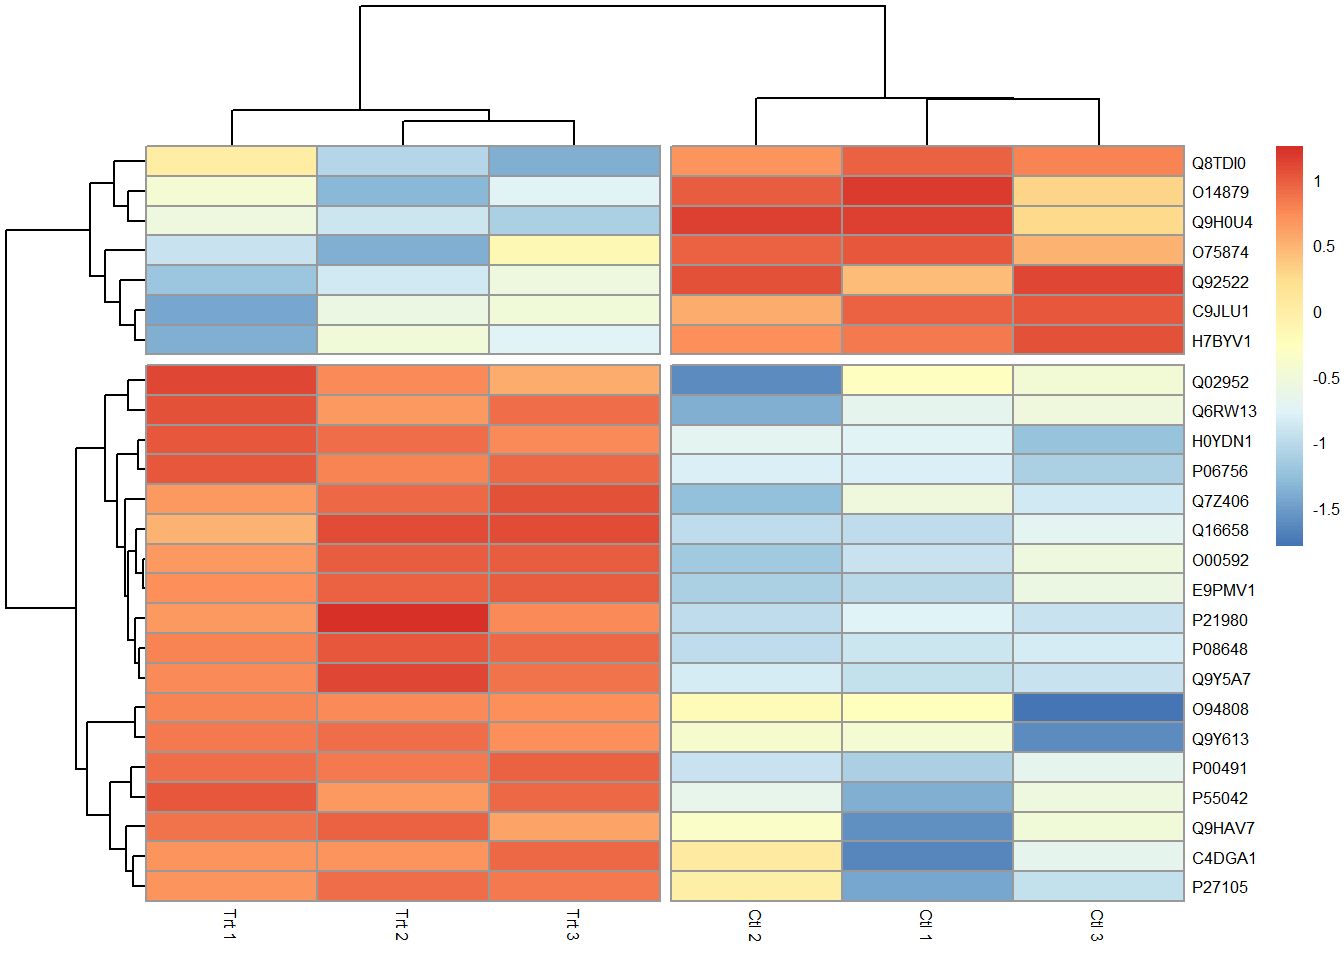 Q8TDI0
O14879
Q9H0U4
O75874
Q92522
C9JLU1
H7BYV1
Q02952
Q6RW13
H0YDN1
P06756
Q7Z406
Q16658
O00592
E9PMV1
P21980
P08648
Q9Y5A7
O94808
Q9Y613
P00491
P55042
Q9HAV7
C4DGA1
P27105
1
0.5
0
-0.5
-1
-1.5
Trt 1
Trt 2
Trt 3
Ctl 2
Ctl 1
Ctl 3